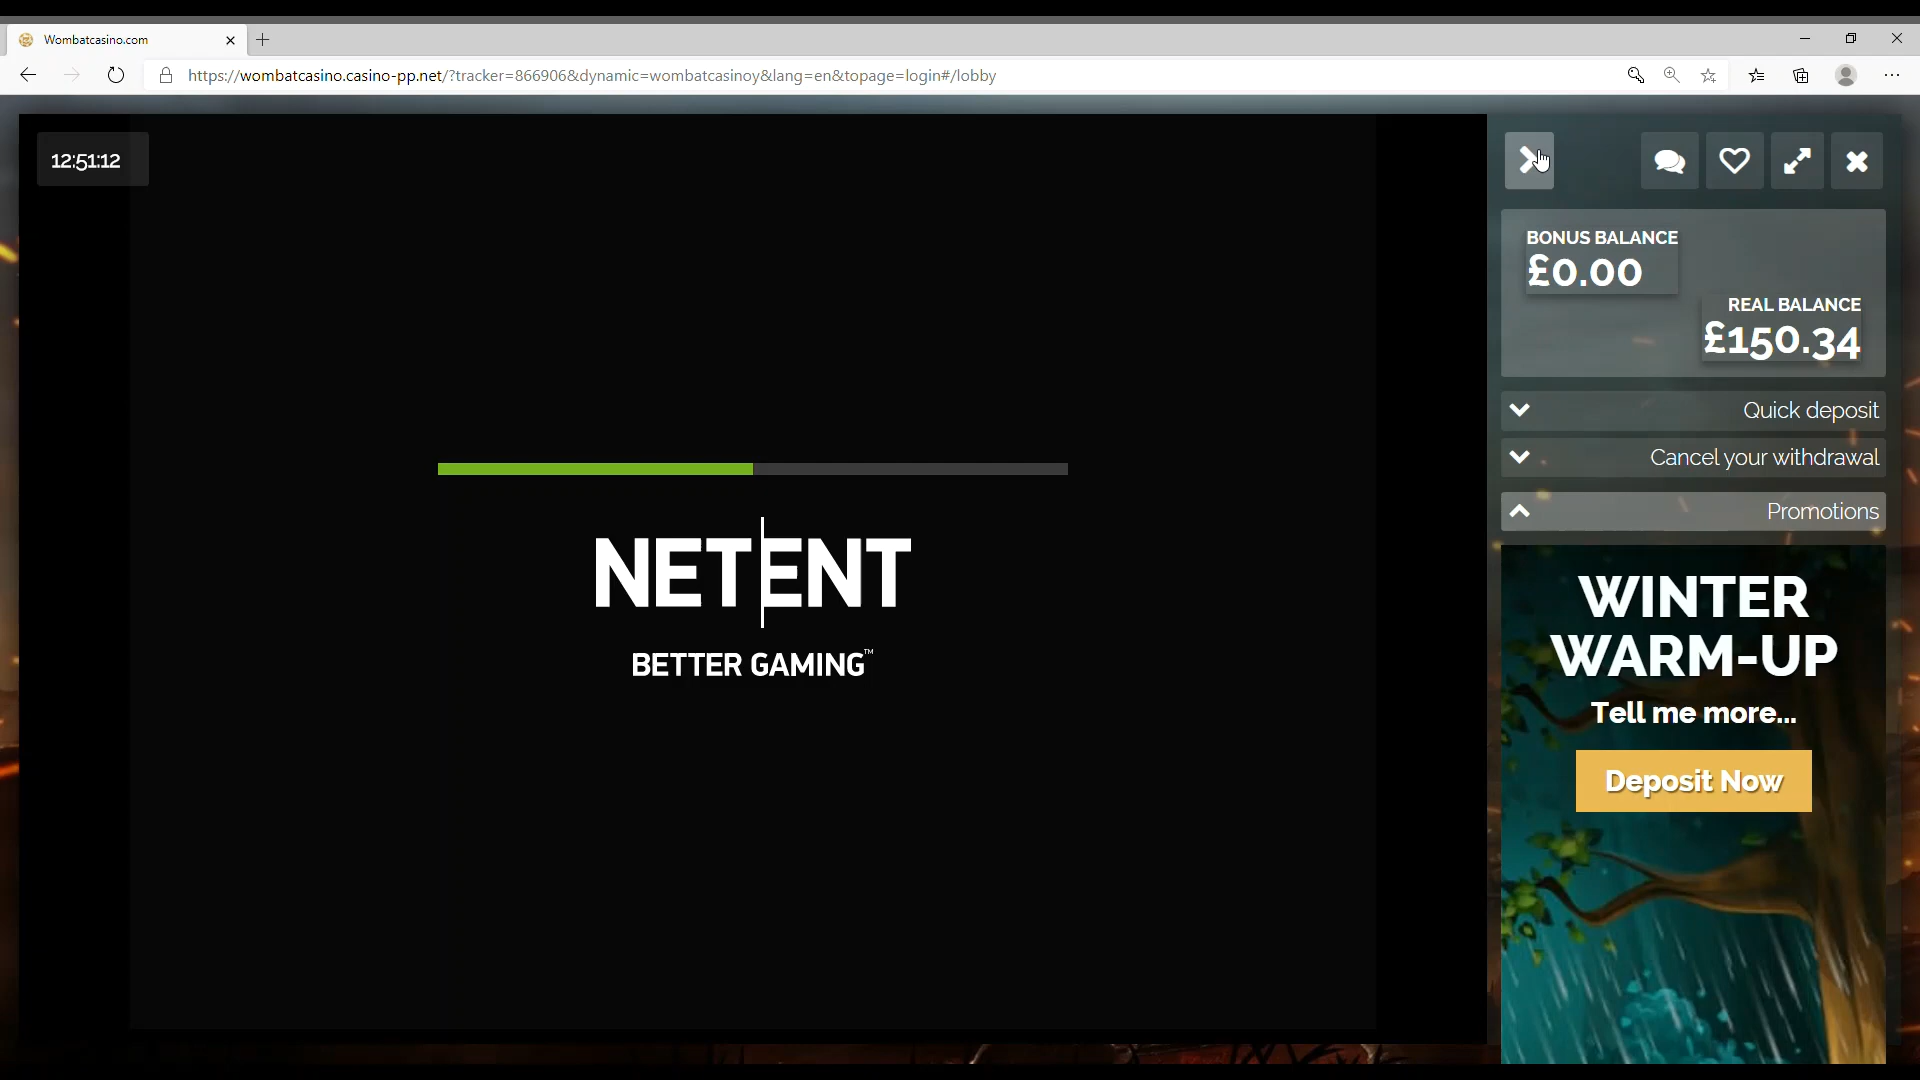 Wombatcasino.com
https://wombatcasino.casino-pp.net/?tracker=866906&dynamic=wombatcasinoy&lang=en&topage=login#/lobby
12:51:12
BONUS BALANCE
£0.00
REAL BALANCE
£150.34
Quick deposit
Cancel your withdrawal
Promotions
NETENT
BETTER GAMING™
WINTER
WARM-UP
Tell me more...
Deposit Now